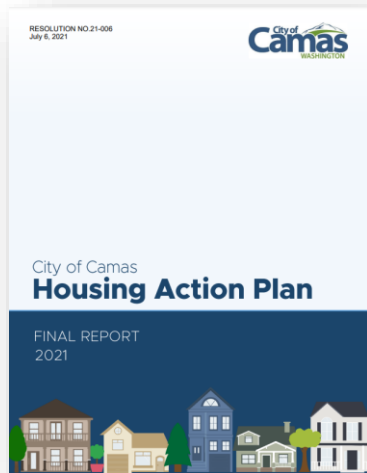 RESOLUTION NO.21-006
July 6, 2021
City of
Camas
WASHINGTON
City of Camas
Housing Action Plan
FINAL REPORT
2021